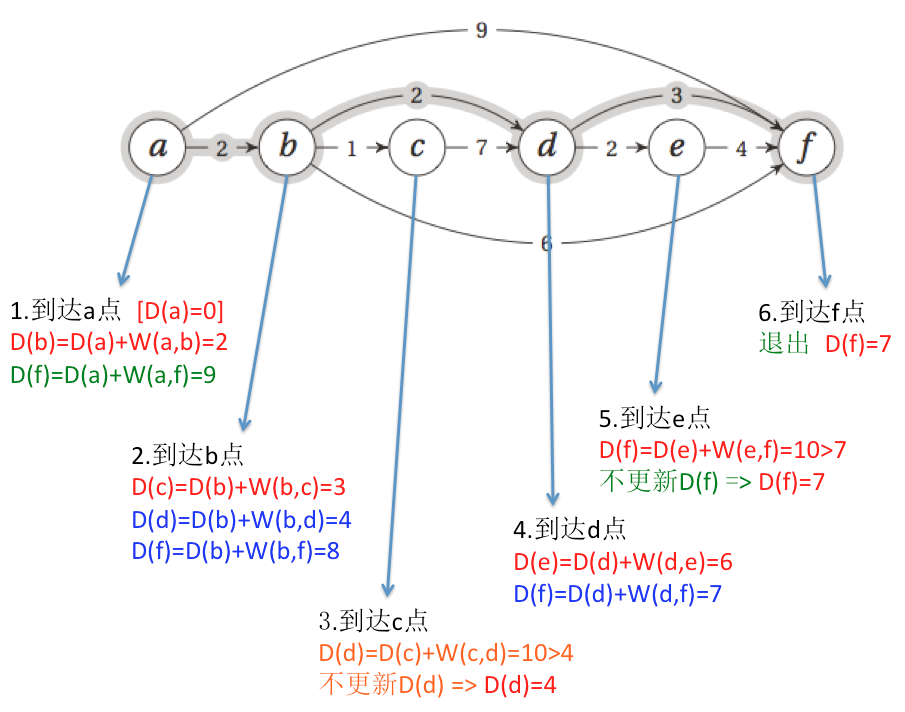 9
2
3
a
2
b
1
c
7
d
2
e
4
f
6
1.到达a点 [D(a)=0]
D(b)=D(a)+W(a,b)=2
D(f)=D(a)+W(a,f)=9
2.到达b点
D(c)=D(b)+W(b,c)=3
D(d)=D(b)+W(b,d)=4
D(f)=D(b)+W(b,f)=8
3.到达c点
D(d)=D(c)+W(c,d)=10>4
不更新D(d) => D(d)=4
4.到达d点
D(e)=D(d)+W(d,e)=6
D(f)=D(d)+W(d,f)=7
5.到达e点
D(f)=D(e)+W(e,f)=10>7
不更新D(f) => D(f)=7
6.到达f点
退出 D(f)=7